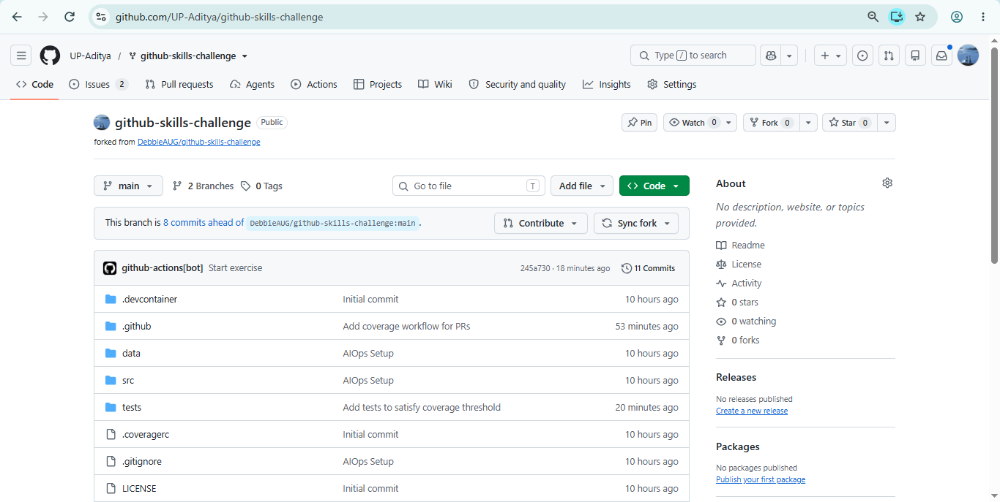 github.com/UP-Aditya/github-skills-challenge
UP-Aditya / github-skills-challenge
Type / to search
Code Issues 2 Pull requests Agents Actions Projects Wiki Security and quality Insights Settings
github-skills-challenge Public
Pin Watch 0 Fork 0 Star 0
forked from DebbieAUG/github-skills-challenge
main 2 Branches 0 Tags Go to file T Add file Code
This branch is 8 commits ahead of DebbieAUG/github-skills-challenge:main . Contribute Sync fork
github-actions[bot] Start exercise 245a730 · 18 minutes ago 11 Commits
.devcontainer Initial commit 10 hours ago
.github Add coverage workflow for PRs 53 minutes ago
data AIOps Setup 10 hours ago
src AIOps Setup 10 hours ago
tests Add tests to satisfy coverage threshold 20 minutes ago
.coveragerc Initial commit 10 hours ago
.gitignore AIOps Setup 10 hours ago
LICENSE Initial commit 10 hours ago
About
No description, website, or topics
provided.
Readme
License
Activity
0 stars
0 watching
0 forks
Releases
No releases published
Create a new release
Packages
No packages published
Publish your first package